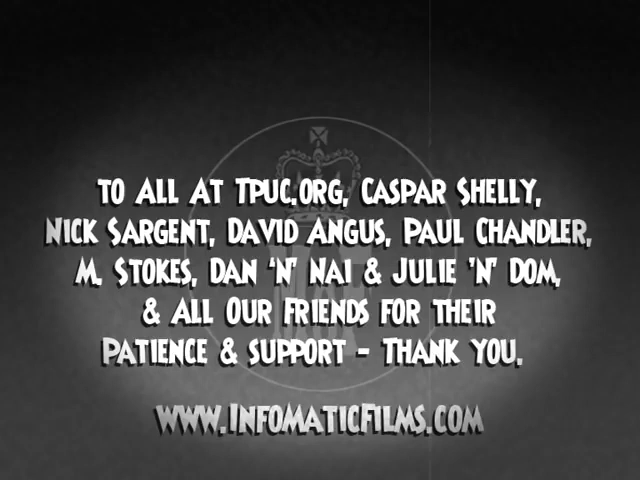 To All At Tpuc.org, Caspar Shelly,
Nick Sargent, David Angus, Paul Chandler,
M. Stokes, Dan 'N' Nai & Julie 'N' Dom,
& All Our Friends for their
Patience & support - Thank you.
www.InfomaticFilms.com